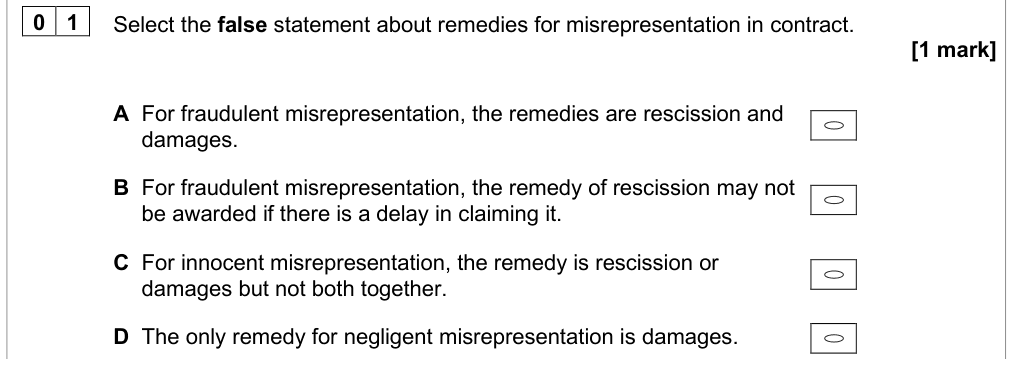 0 1 Select the false statement about remedies for misrepresentation in contract.
[1 mark]
A For fraudulent misrepresentation, the remedies are rescission and
damages.
B For fraudulent misrepresentation, the remedy of rescission may not
be awarded if there is a delay in claiming it.
C For innocent misrepresentation, the remedy is rescission or
damages but not both together.
D The only remedy for negligent misrepresentation is damages.